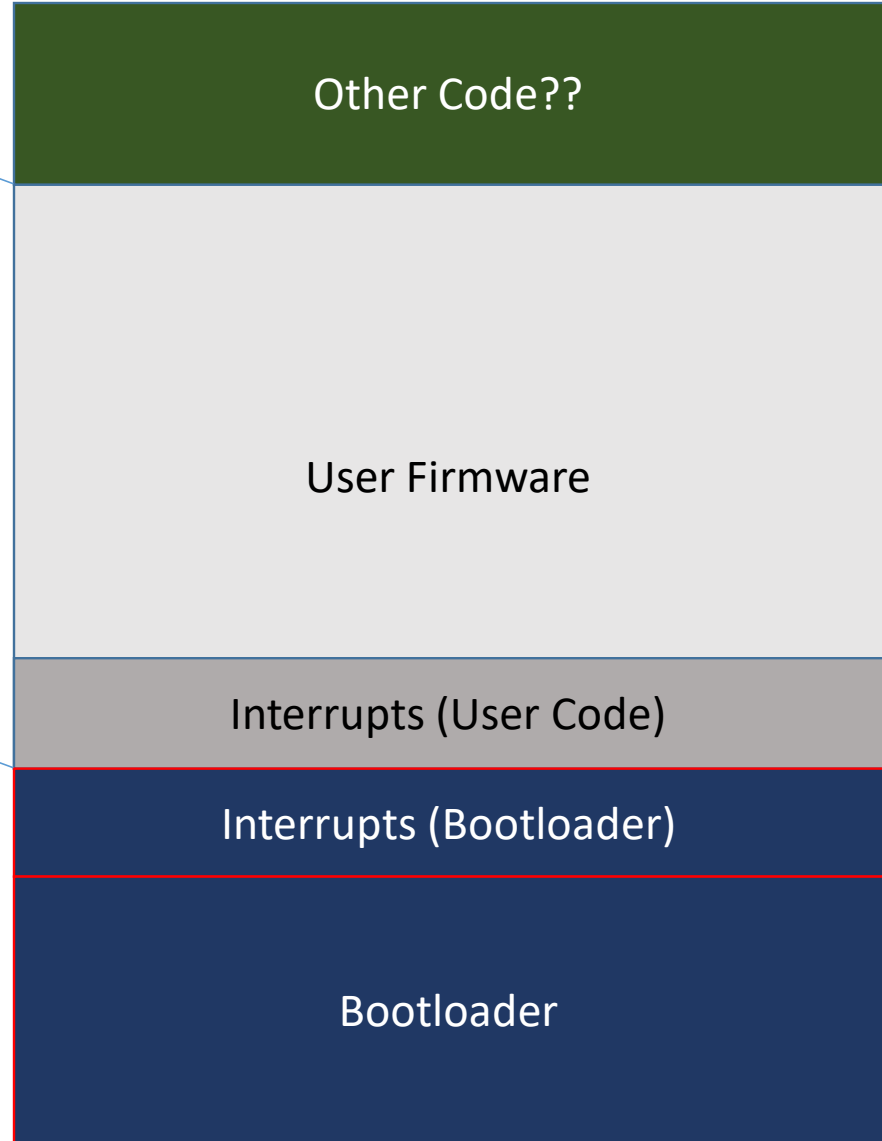 Other Code??
User Firmware
Interrupts (User Code)
Interrupts (Bootloader)
Bootloader